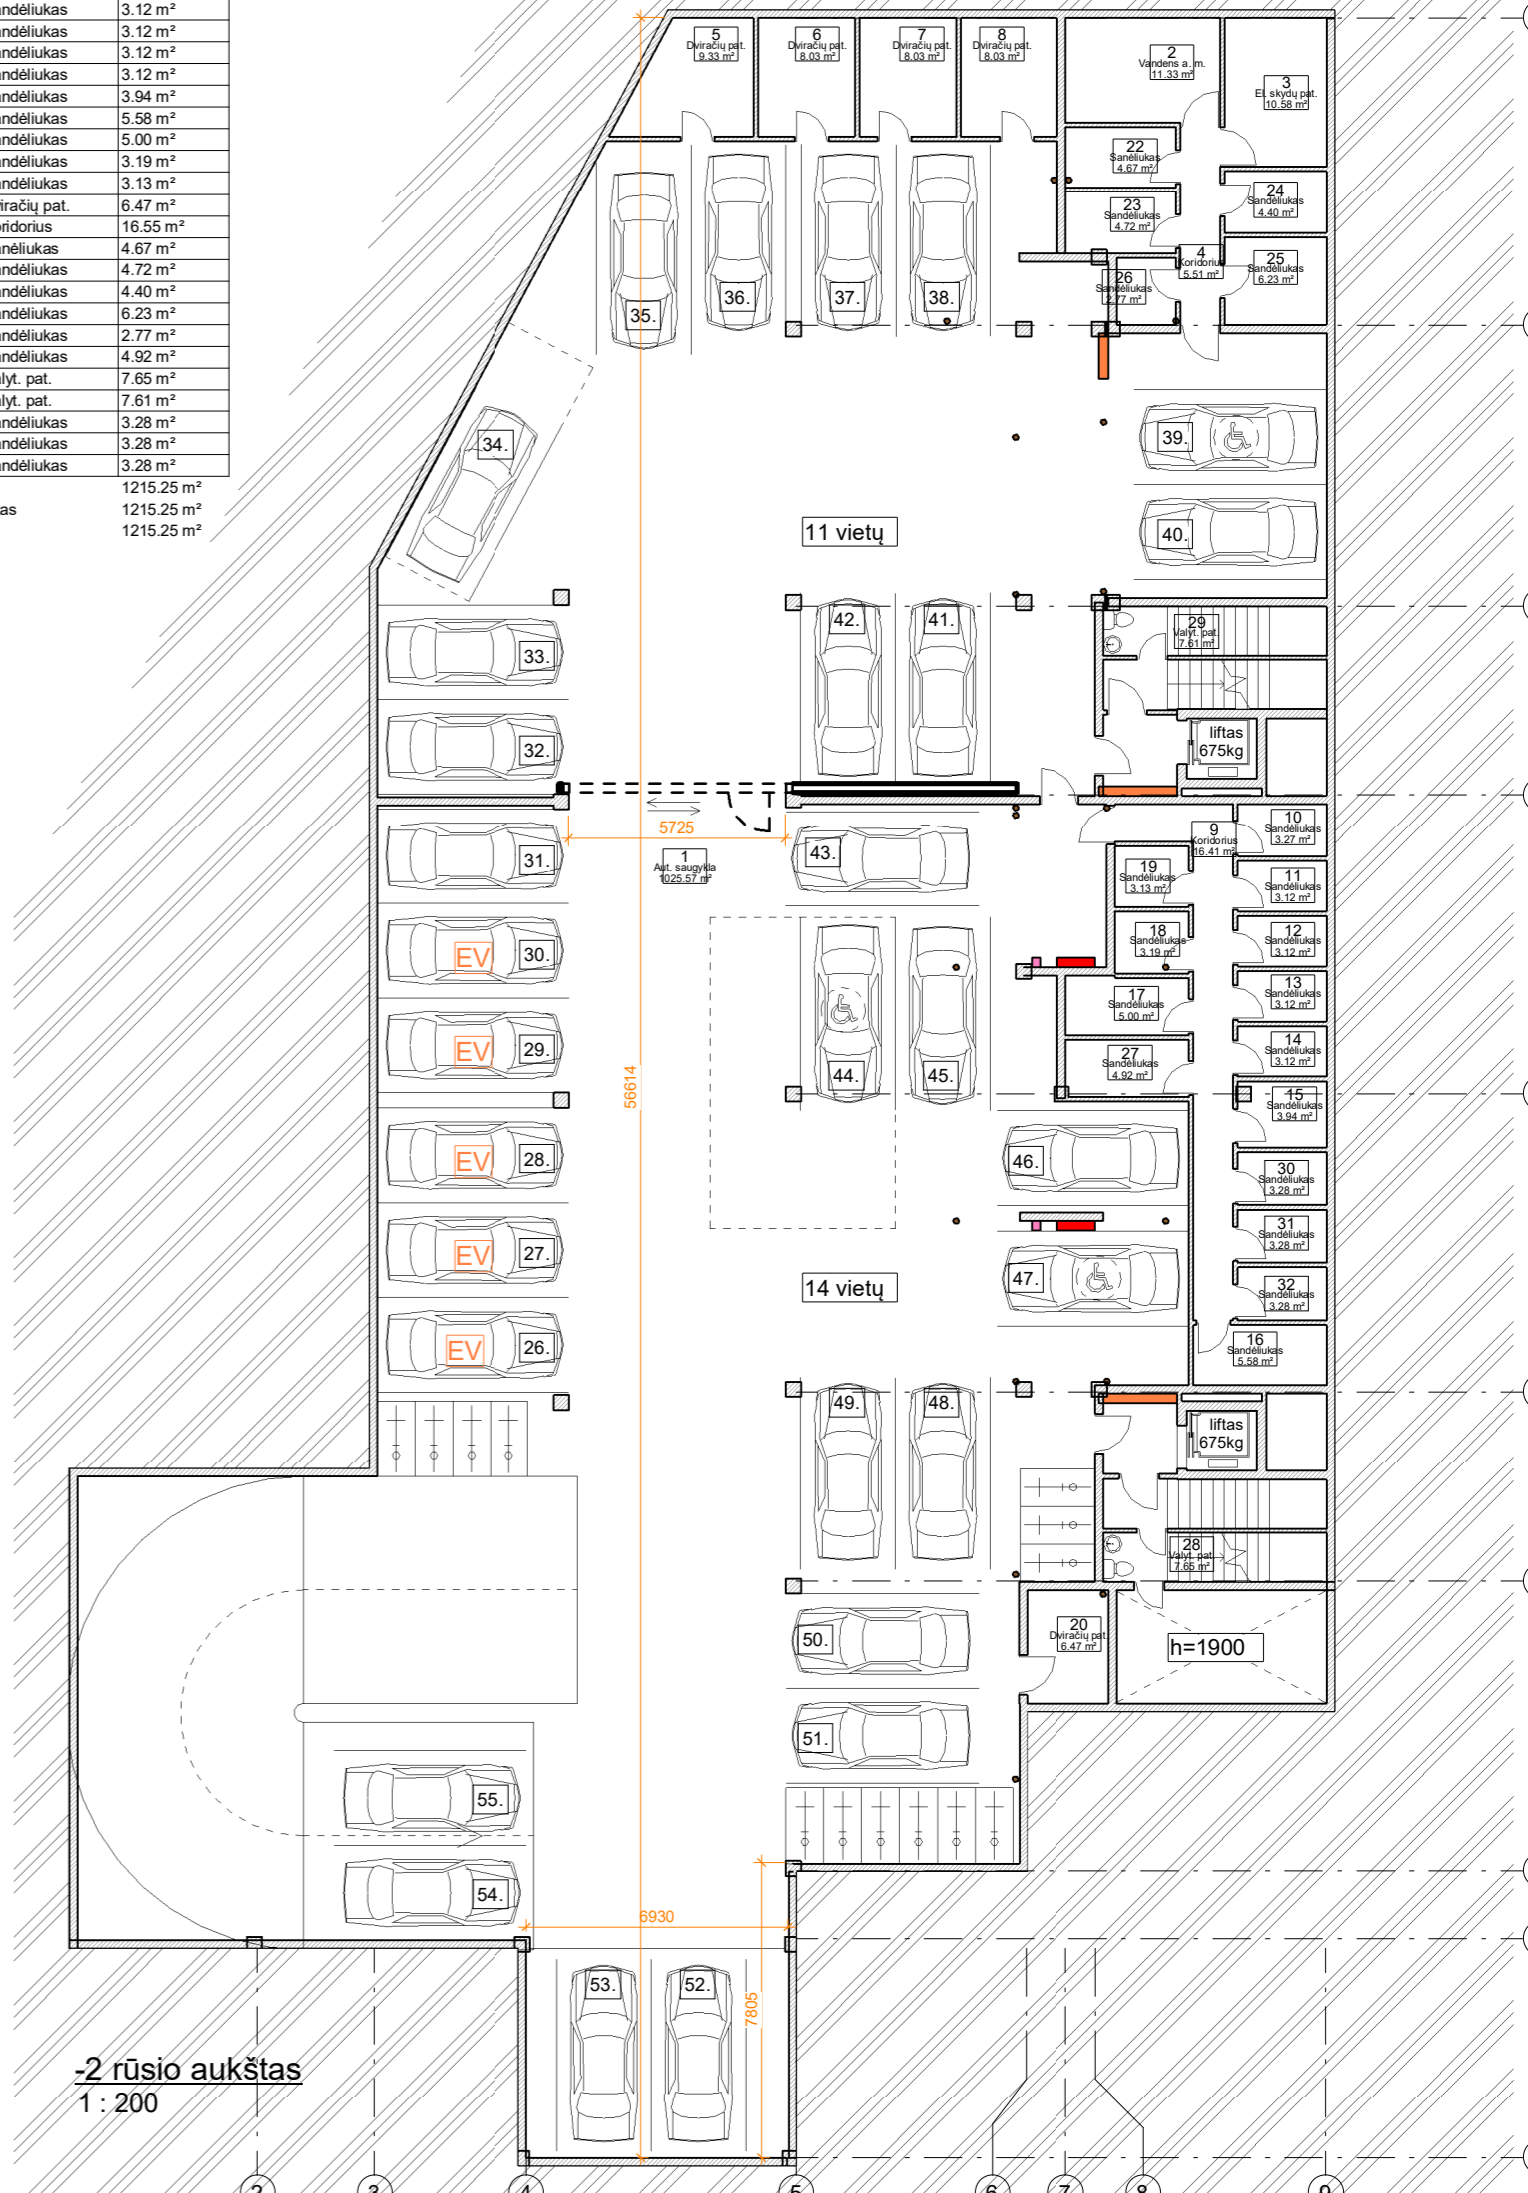 andėliukas 3.12 m²
andėliukas 3.12 m²
andėliukas 3.12 m²
andėliukas 3.12 m²
andėliukas 3.94 m²
andėliukas 5.58 m²
andėliukas 5.00 m²
andėliukas 3.19 m²
andėliukas 3.13 m²
viračių pat. 6.47 m²
oridorius 16.55 m²
anėliukas 4.67 m²
andėliukas 4.72 m²
andėliukas 4.40 m²
andėliukas 6.23 m²
andėliukas 2.77 m²
andėliukas 4.92 m²
alyt. pat. 7.65 m²
alyt. pat. 7.61 m²
andėliukas 3.28 m²
andėliukas 3.28 m²
andėliukas 3.28 m²
1215.25 m²
as 1215.25 m²
1215.25 m²
5
Dviračių pat.
9.33 m²
6
Dviračių pat.
8.03 m²
7
Dviračių pat.
8.03 m²
8
Dviračių pat.
8.03 m²
2
Vandens a. m.
11.33 m²
3
El. skydų pat.
10.58 m²
22
Sanėliukas
4.67 m²
23
Sandėliukas
4.72 m²
24
Sandėliukas
4.40 m²
4
Koridorius
5.51 m²
25
Sandėliukas
6.23 m²
26
Sandėliukas
2.77 m²
35.
36.
37.
38.
34.
39.
40.
11 vietų
33.
32.
42.
41.
29
Valyt. pat.
7.61 m²
liftas
675kg
5725
1
Aut. saugykla
1025.57 m²
31.
43.
9
Koridorius
16.41 m²
10
Sandėliukas
3.27 m²
19
Sandėliukas
3.13 m²
11
Sandėliukas
3.12 m²
18
Sandėliukas
3.19 m²
12
Sandėliukas
3.12 m²
EV 30.
17
Sandėliukas
5.00 m²
13
Sandėliukas
3.12 m²
EV 29.
44.
45.
27
Sandėliukas
4.92 m²
14
Sandėliukas
3.12 m²
56614
15
Sandėliukas
3.94 m²
EV 28.
46.
30
Sandėliukas
3.28 m²
EV 27.
31
Sandėliukas
3.28 m²
14 vietų
47.
32
Sandėliukas
3.28 m²
EV 26.
16
Sandėliukas
5.58 m²
49.
48.
liftas
675kg
28
Valyt. pat.
7.65 m²
50.
20
Dviračių pat.
6.47 m²
h=1900
51.
55.
54.
6930
53.
52.
7805
-2 rūsio aukštas
1 : 200
2 3 4 5 6 7 8 9